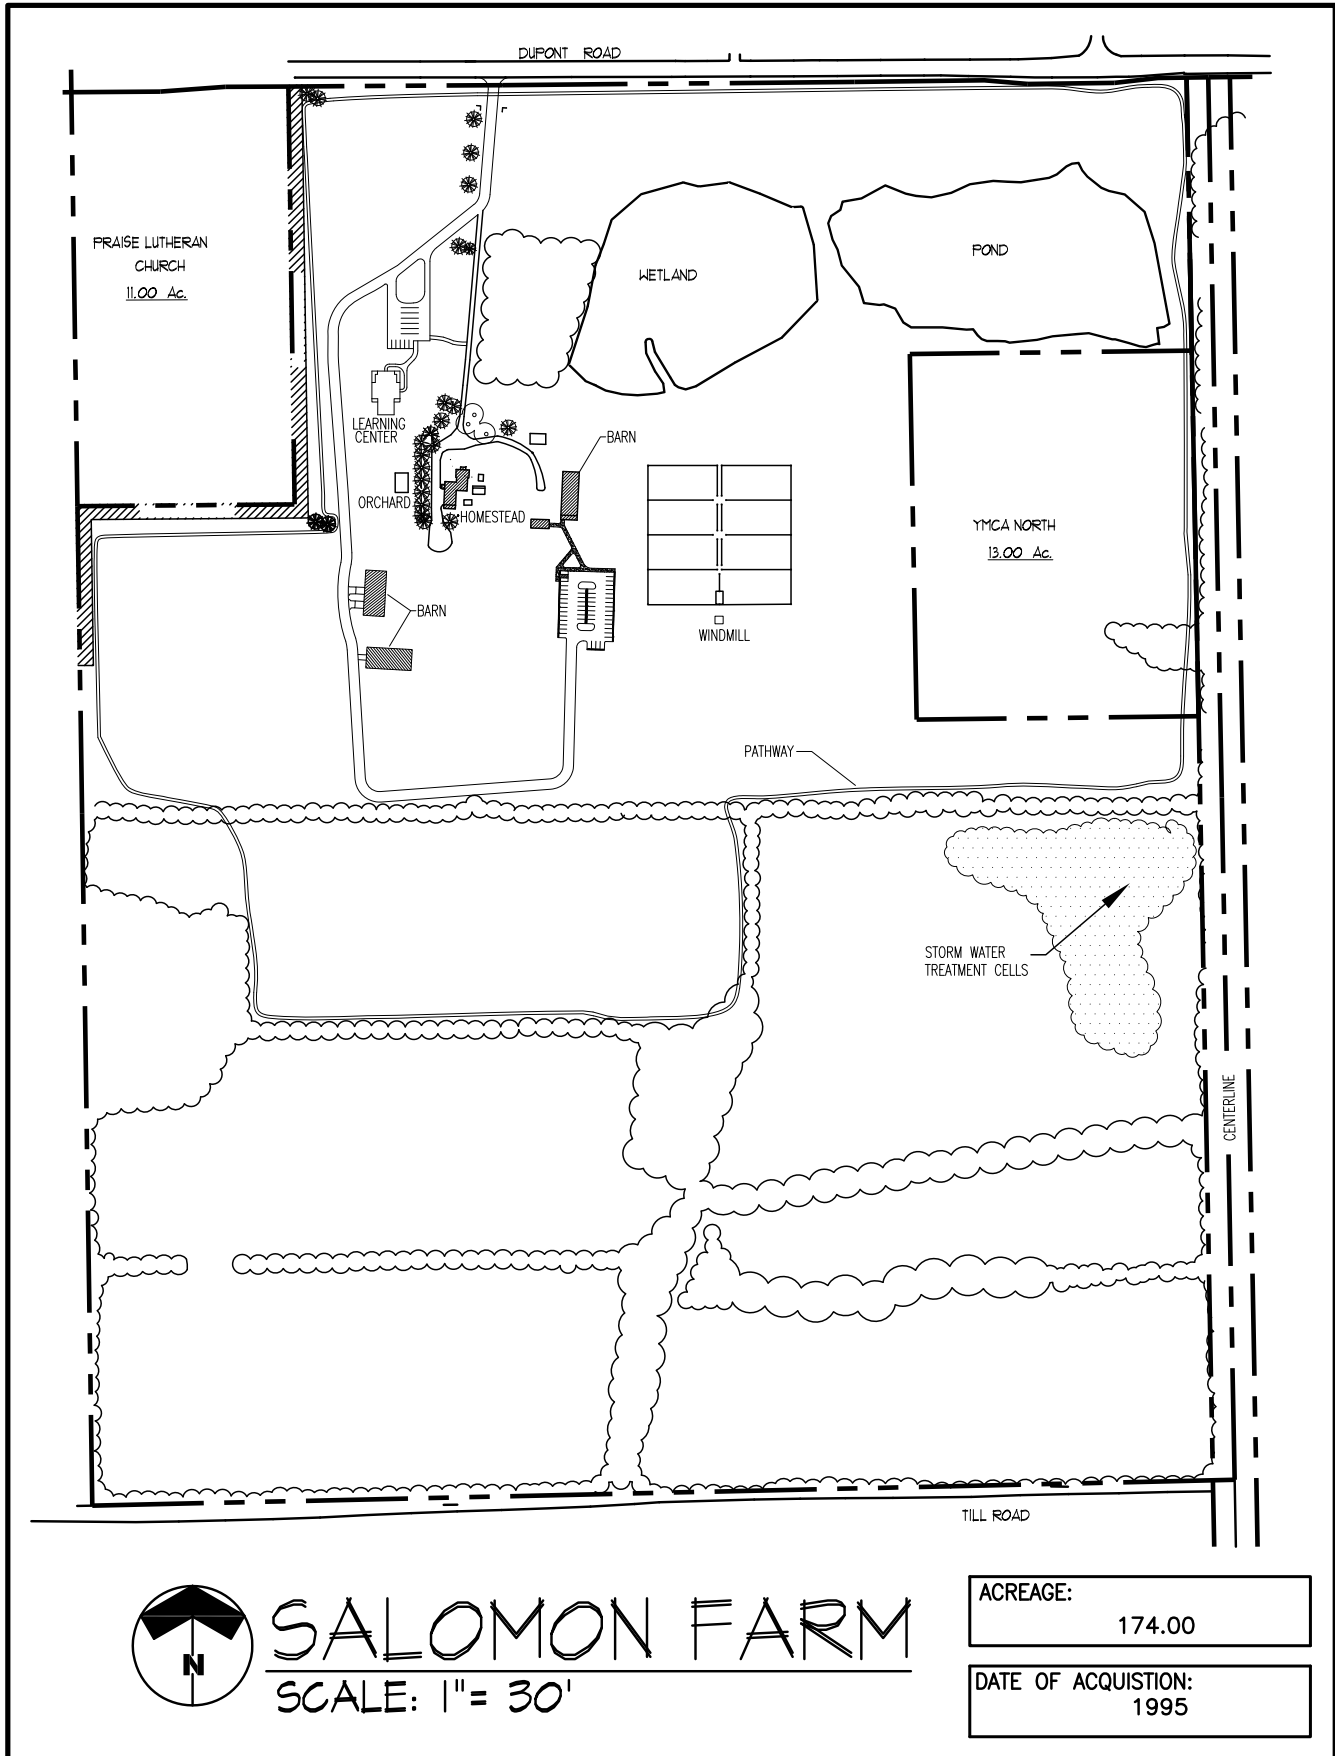 DUPONT ROAD
PRAISE LUTHERAN
CHURCH
11.00 Ac.
WETLAND
POND
LEARNING
CENTER
BARN
ORCHARD
HOMESTEAD
YMCA NORTH
13.00 Ac.
BARN
WINDMILL
PATHWAY
STORM WATER
TREATMENT CELLS
CENTERLINE
TILL ROAD
N
SALOMON FARM
SCALE: 1"= 30'
ACREAGE:
174.00
DATE OF ACQUISTION:
1995